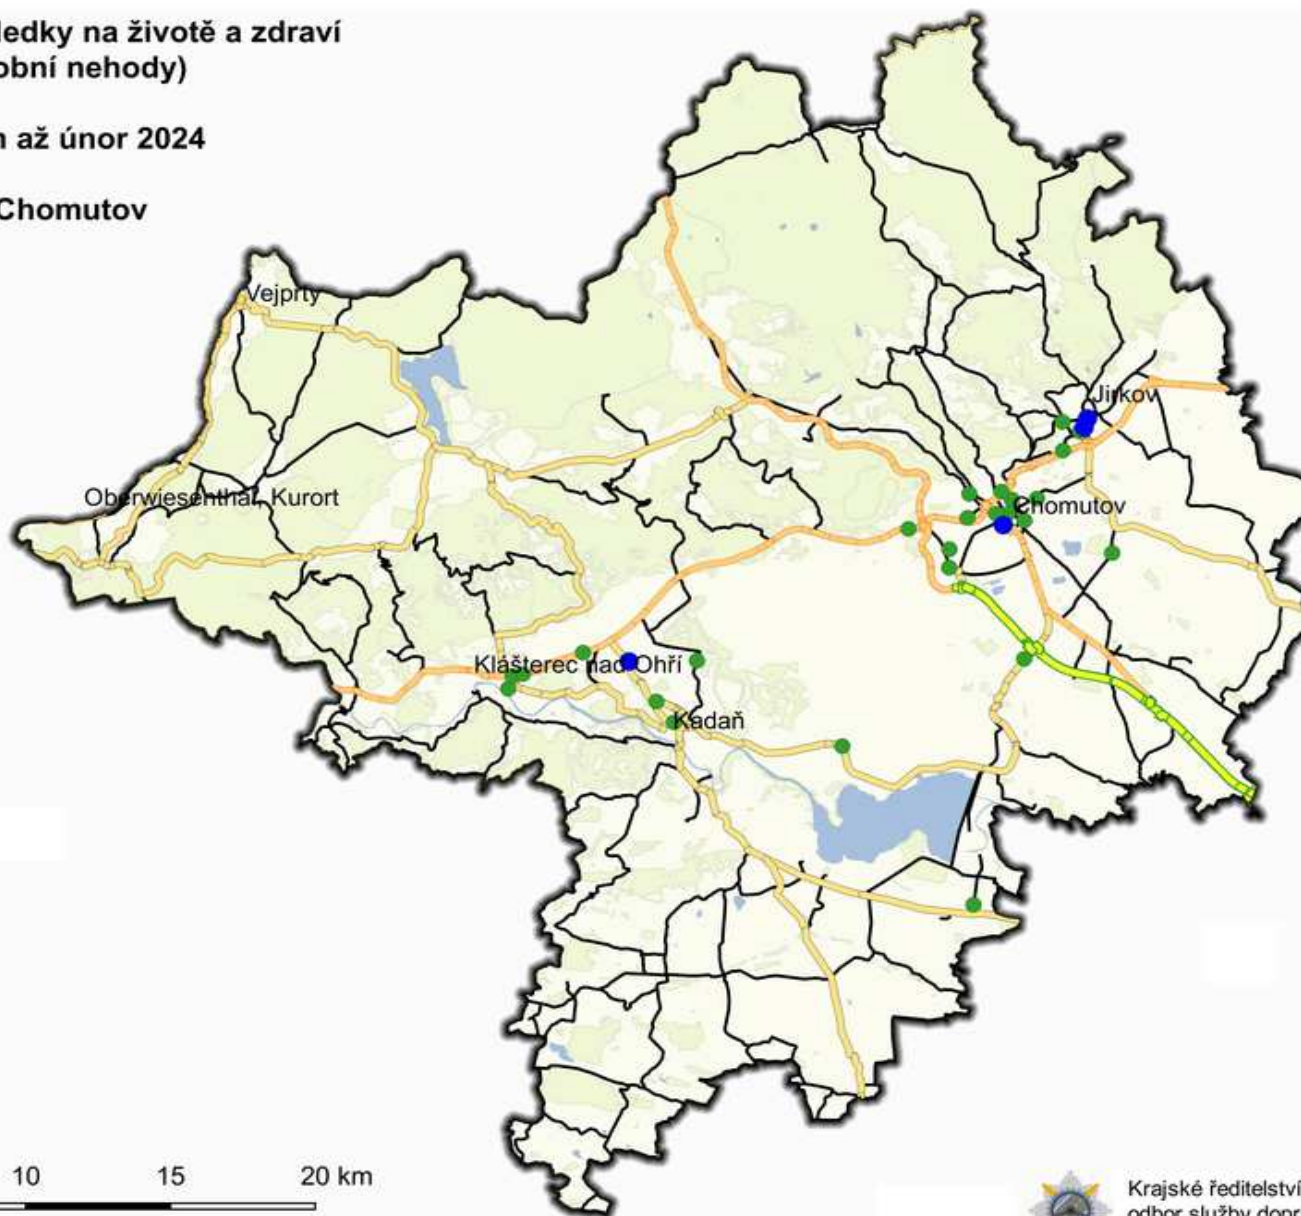 ledky na životě a zdraví
obní nehody)
až únor 2024
Chomutov
Vejprty
Jirkov
Oberwiesenthal, Kurort
Chomutov
Klášterec nad Ohří
Kadaň
10 15 20 km
Krajské ředitelství
odbor služby dopr